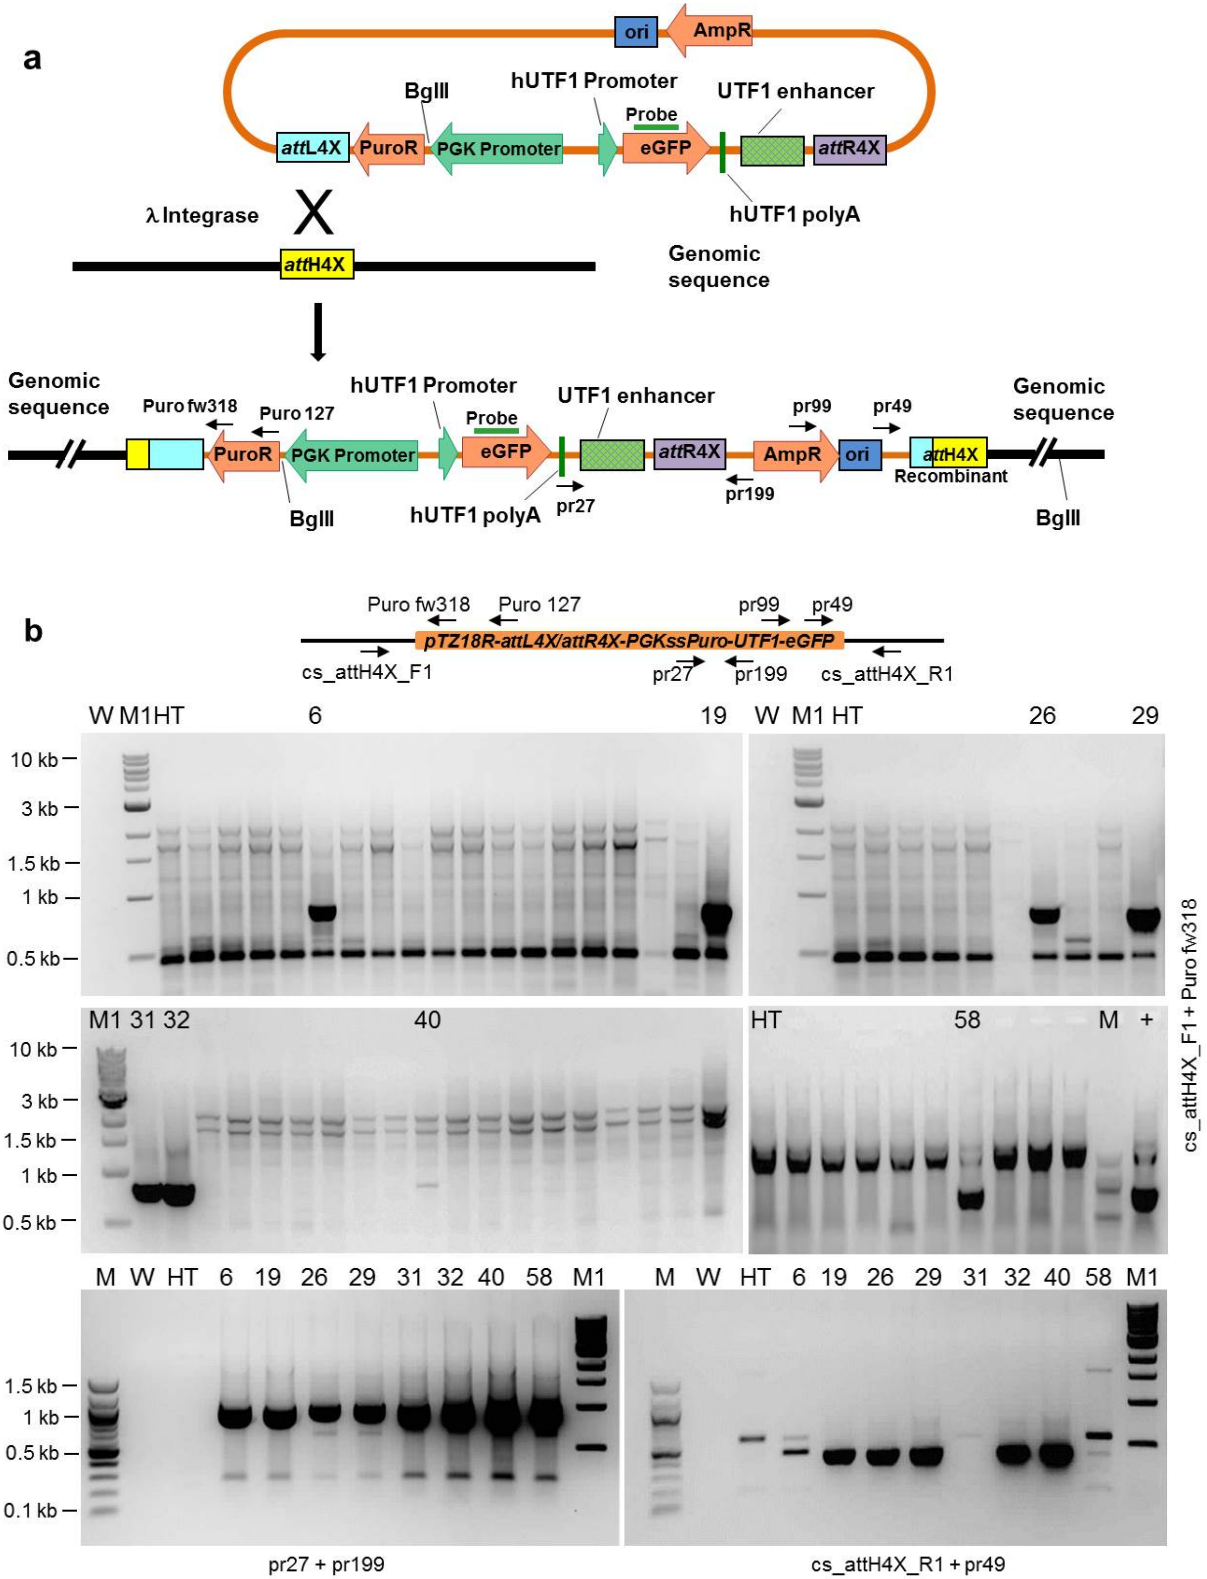 a
ori
AmpR
hUTF1 Promoter
BglII
UTF1 enhancer
Probe
attL4X
PuroR
PGK Promoter
eGFP
attR4X
hUTF1 polyA
λ Integrase
X
Genomic
sequence
attH4X
Genomic
sequence
hUTF1 Promoter
UTF1 enhancer
Genomic
sequence
Puro fw318
Puro 127
Probe
pr99
pr49
PuroR
PGK Promoter
eGFP
attR4X
AmpR
ori
attH4X
Recombinant
BglII
hUTF1 polyA
pr27
pr199
BglII
b
Puro fw318
Puro 127
pr99
pr49
pTZ18R-attL4X/attR4X-PGKssPuro-UTF1-eGFP
cs_attH4X_F1
pr27
pr199
cs_attH4X_R1
W M1 HT 6 19
W M1 HT 26 29
10 kb
3 kb
1.5 kb
1 kb
0.5 kb
M1 31 32 40
HT 58 M +
10 kb
3 kb
1.5 kb
1 kb
0.5 kb
cs_attH4X_F1 + Puro fw318
M W HT 6 19 26 29 31 32 40 58 M1
M W HT 6 19 26 29 31 32 40 58 M1
1.5 kb
1 kb
0.5 kb
0.1 kb
pr27 + pr199
cs_attH4X_R1 + pr49